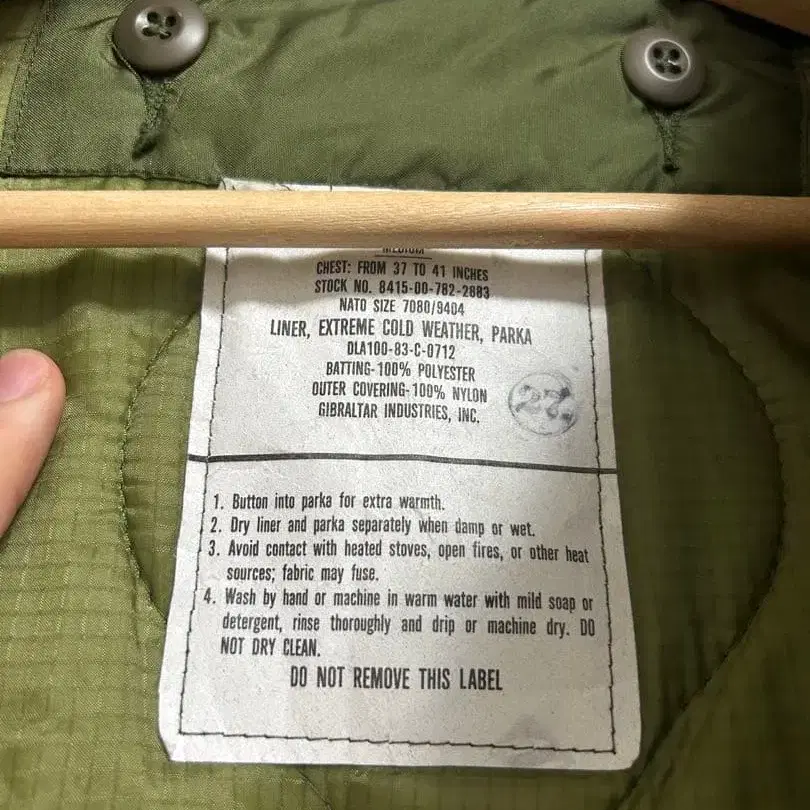 MEDIUM
CHEST: FROM 37 TO 41 INCHES
STOCK NO. 8415-00-782-2883
NATO SIZE 7080/9404
LINER, EXTREME COLD WEATHER, PARKA
DLA100-83-C-0712
BATTING-100% POLYESTER
OUTER COVERING-100% NYLON
GIBRALTAR INDUSTRIES, INC.
27.
1. Button into parka for extra warmth.
2. Dry liner and parka separately when damp or wet.
3. Avoid contact with heated stoves, open fires, or other heat
sources; fabric may fuse.
4. Wash by hand or machine in warm water with mild soap or
detergent, rinse thoroughly and drip or machine dry. DO
NOT DRY CLEAN.
DO NOT REMOVE THIS LABEL